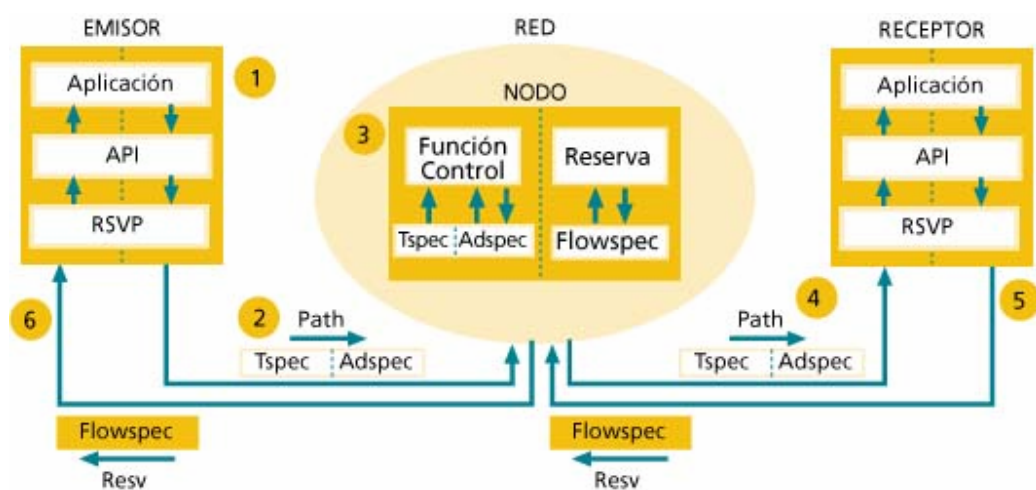 EMISOR
RED
RECEPTOR
Aplicación
1
API
RSVP
NODO
3
Función
Control
Reserva
Tspec
Adspec
Flowspec
Aplicación
API
RSVP
6
2
Path
Tspec
Adspec
4
Path
5
Tspec
Adspec
Flowspec
Resv
Flowspec
Resv